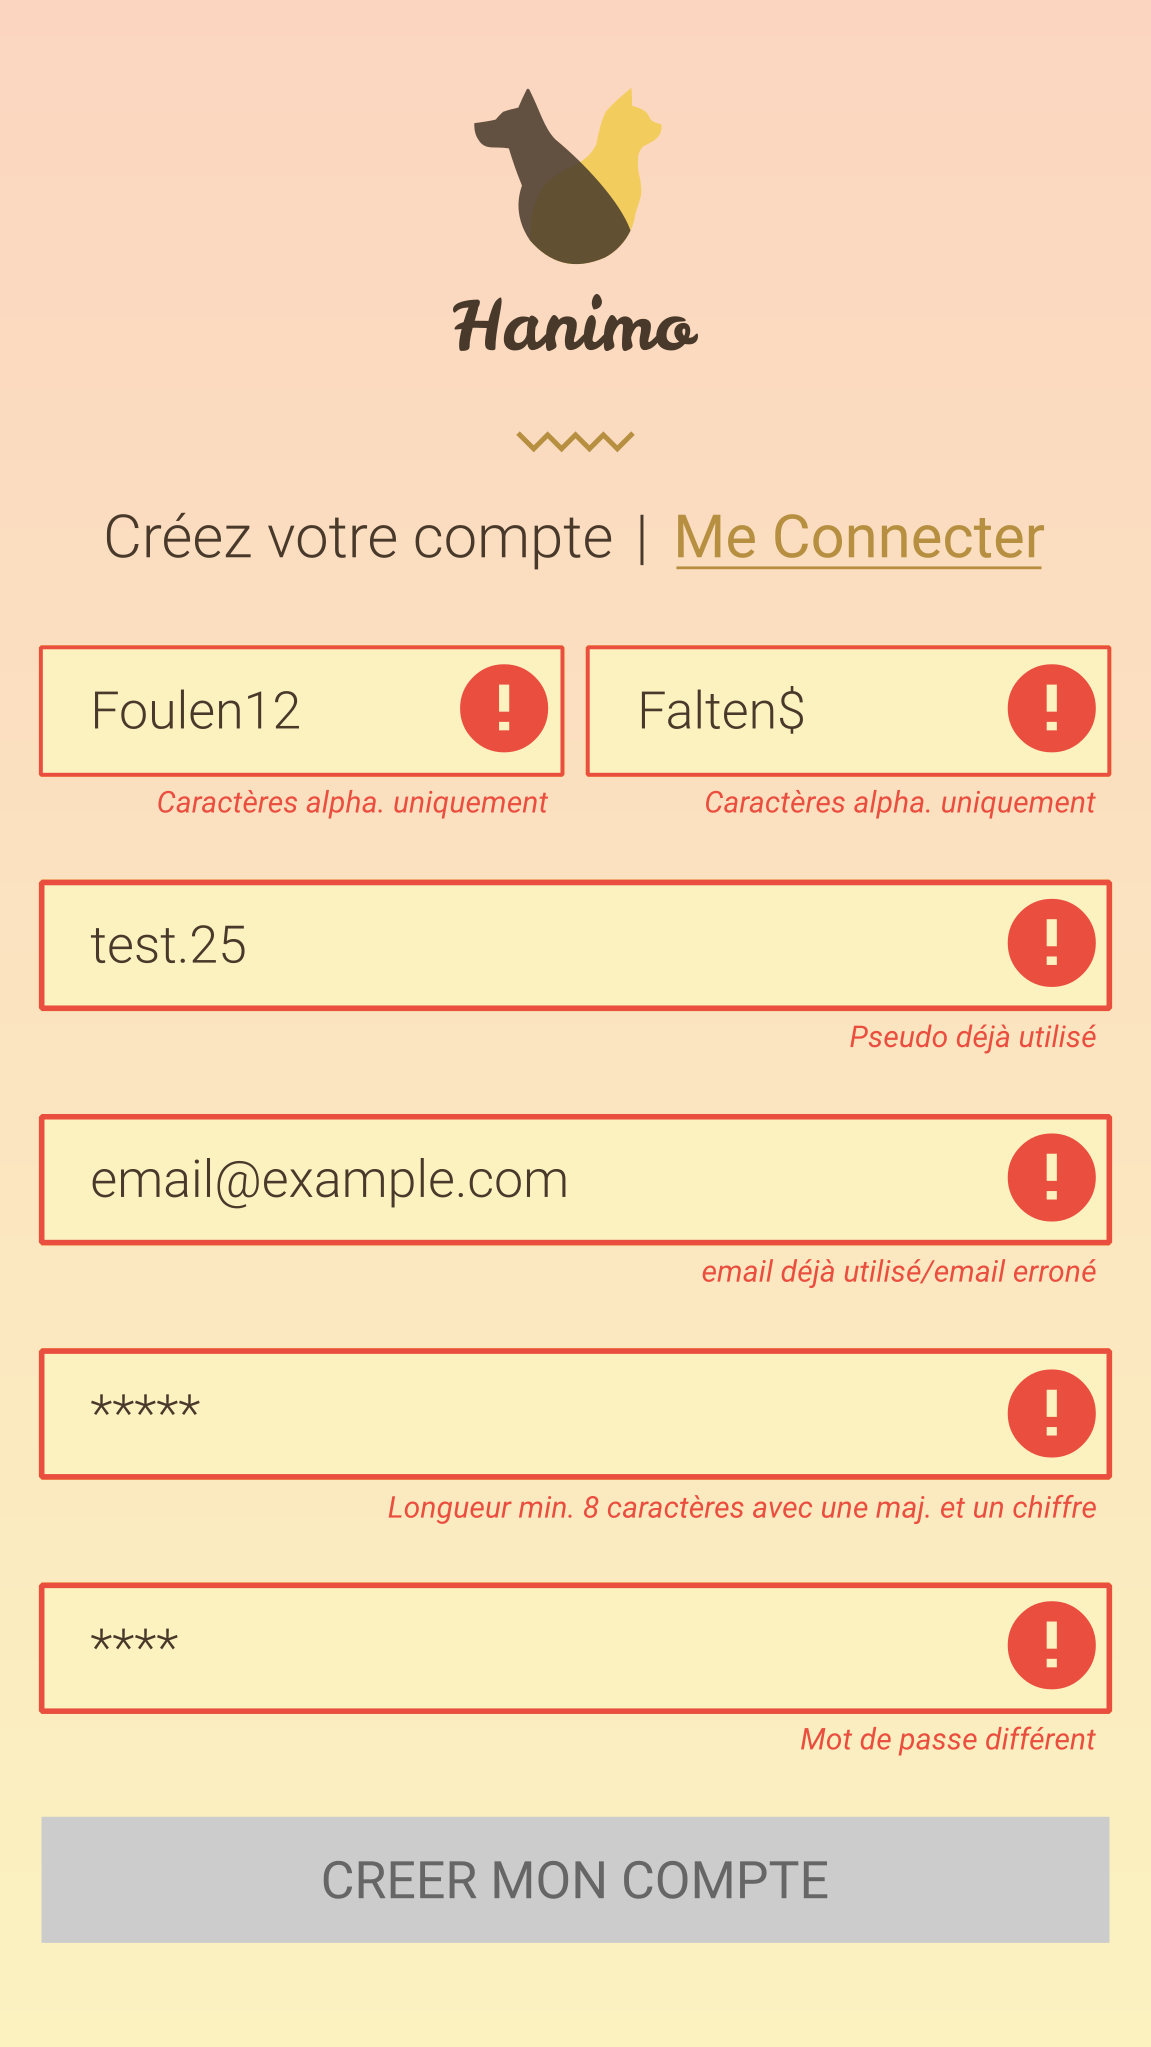 Hanimo
Créez votre compte | Me Connecter
Foulen12 Falten$
Caractères alpha. uniquement Caractères alpha. uniquement
test.25
Pseudo déjà utilisé
email@example.com
email déjà utilisé/email erroné
*****
Longueur min. 8 caractères avec une maj. et un chiffre
****
Mot de passe différent
CREER MON COMPTE